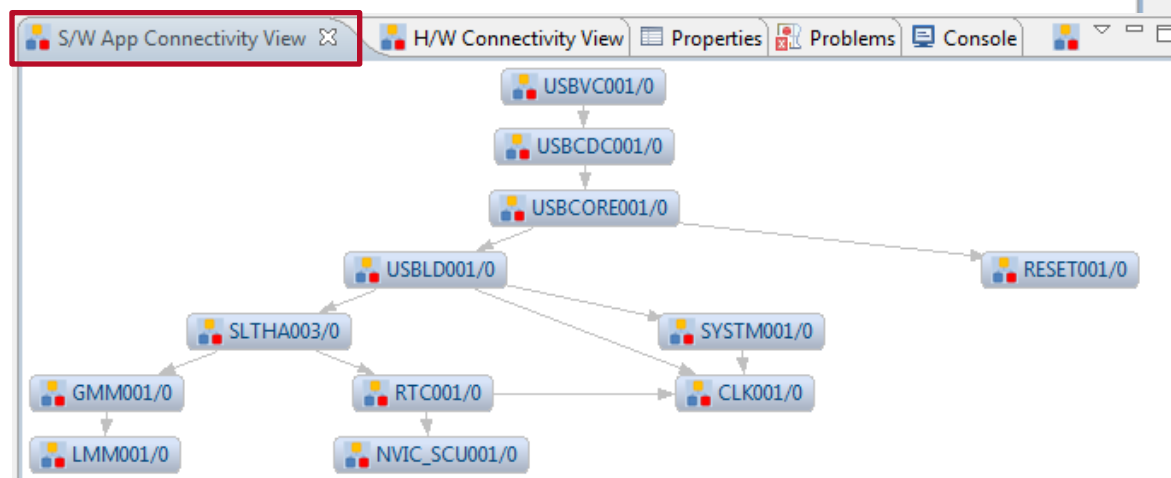 S/W App Connectivity View H/W Connectivity View Properties Problems Console
USBVC001/0
USBCDC001/0
USBCORE001/0
USBLD001/0 RESET001/0
SLTHA003/0 SYSTM001/0
GMM001/0 RTC001/0 CLK001/0
LMM001/0 NVIC_SCU001/0